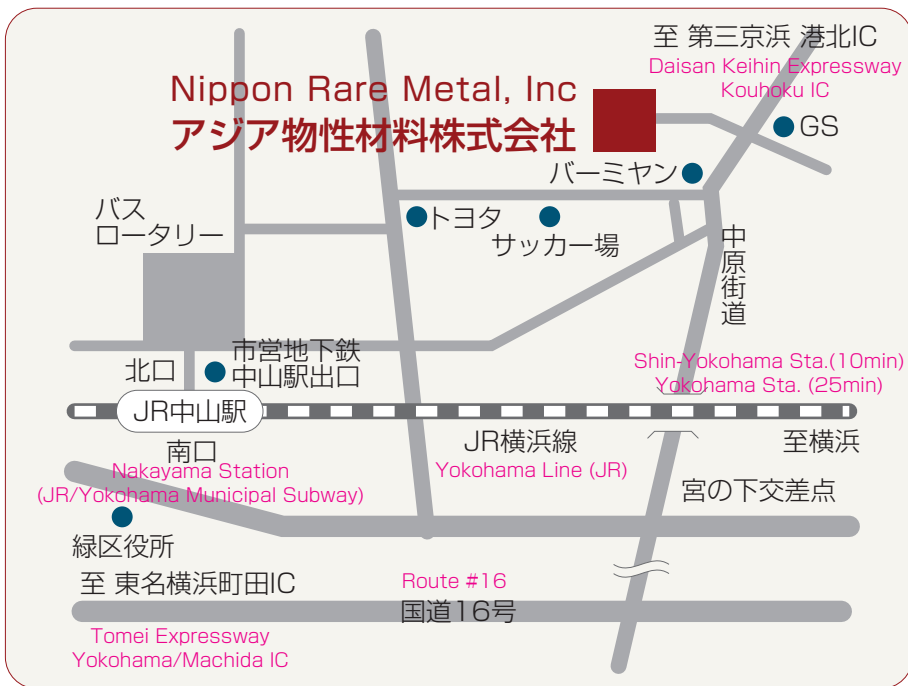 至 第三京浜 港北IC
Daisan Keihin Expressway
Kouhoku IC
Nippon Rare Metal, Inc
アジア物性材料株式会社
GS
バーミヤン
バス
ロータリー
トヨタ
サッカー場
中原街道
市営地下鉄
中山駅出口
北口
Shin-Yokohama Sta.(10min)
Yokohama Sta. (25min)
JR中山駅
南口
JR横浜線
至横浜
Nakayama Station
(JR/Yokohama Municipal Subway)
Yokohama Line (JR)
宮の下交差点
緑区役所
至 東名横浜町田IC
Route #16
国道16号
Tomei Expressway
Yokohama/Machida IC